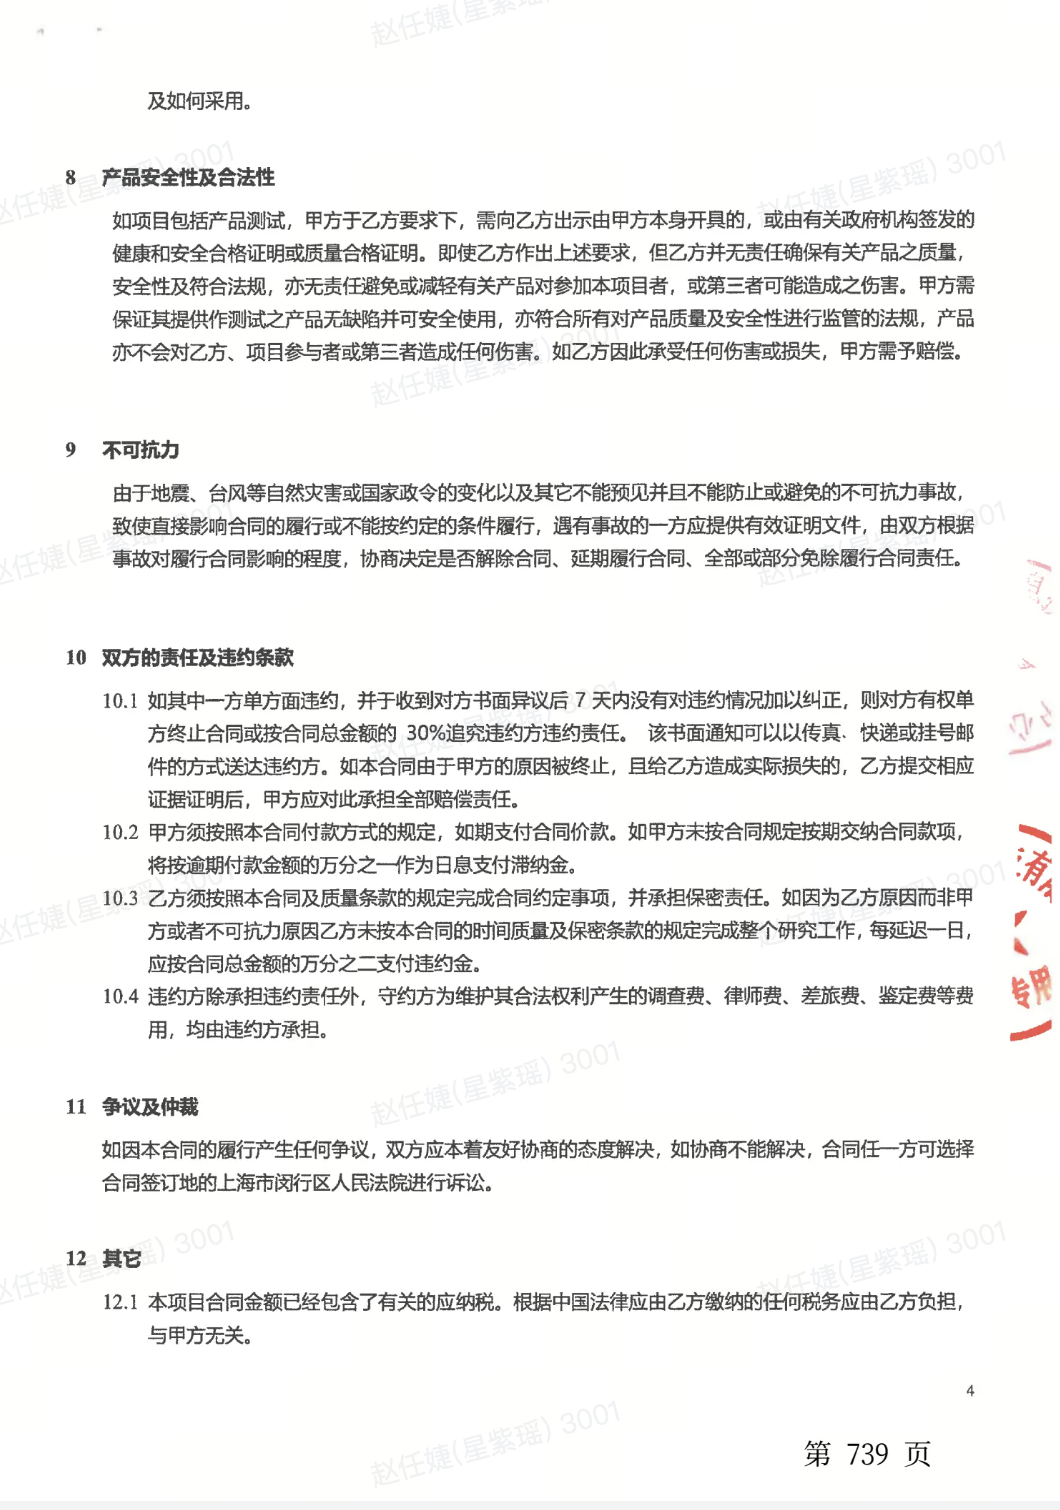 及如何采用。
8 产品安全性及合法性
如项目包括产品测试，甲方于乙方要求下，需向乙方出示由甲方本身开具的，或由有关政府机构签发的
健康和安全合格证明或质量合格证明。即使乙方作出上述要求，但乙方并无责任确保有关产品之质量，
安全性及符合法规，亦无责任避免或减轻有关产品对参加本项目者，或第三者可能造成之伤害。甲方需
保证其提供作测试之产品无缺陷并可安全使用，亦符合所有对产品质量及安全性进行监管的法规，产品
亦不会对乙方、项目参与者或第三者造成任何伤害。如乙方因此承受任何伤害或损失，甲方需予赔偿。
9 不可抗力
由于地震、台风等自然灾害或国家政令的变化以及其它不能预见并且不能防止或避免的不可抗力事故，
致使直接影响合同的履行或不能按约定的条件履行，遇有事故的一方应提供有效证明文件，由双方根据
事故对履行合同影响的程度，协商决定是否解除合同、延期履行合同、全部或部分免除履行合同责任。
10 双方的责任及违约条款
10.1 如其中一方单方面违约，并于收到对方书面异议后 7 天内没有对违约情况加以纠正，则对方有权单
方终止合同或按合同总金额的 30%追究违约方违约责任。 该书面通知可以以传真、快递或挂号邮
件的方式送达违约方。如本合同由于甲方的原因被终止，且给乙方造成实际损失的，乙方提交相应
证据证明后，甲方应对此承担全部赔偿责任。
10.2 甲方须按照本合同付款方式的规定，如期支付合同价款。如甲方未按合同规定按期交纳合同款项，
将按逾期付款金额的万分之一作为日息支付滞纳金。
10.3 乙方须按照本合同及质量条款的规定完成合同约定事项，并承担保密责任。如因为乙方原因而非甲
方或者不可抗力原因乙方未按本合同的时间质量及保密条款的规定完成整个研究工作，每延迟一日，
应按合同总金额的万分之二支付违约金。
10.4 违约方除承担违约责任外，守约方为维护其合法权利产生的调查费、律师费、差旅费、鉴定费等费
用，均由违约方承担。
11 争议及仲裁
如因本合同的履行产生任何争议，双方应本着友好协商的态度解决，如协商不能解决，合同任一方可选择
合同签订地的上海市闵行区人民法院进行诉讼。
12 其它
12.1 本项目合同金额已经包含了有关的应纳税。根据中国法律应由乙方缴纳的任何税务应由乙方负担，
与甲方无关。
4
第 739 页
赵任婕(星紫瑶) 3001